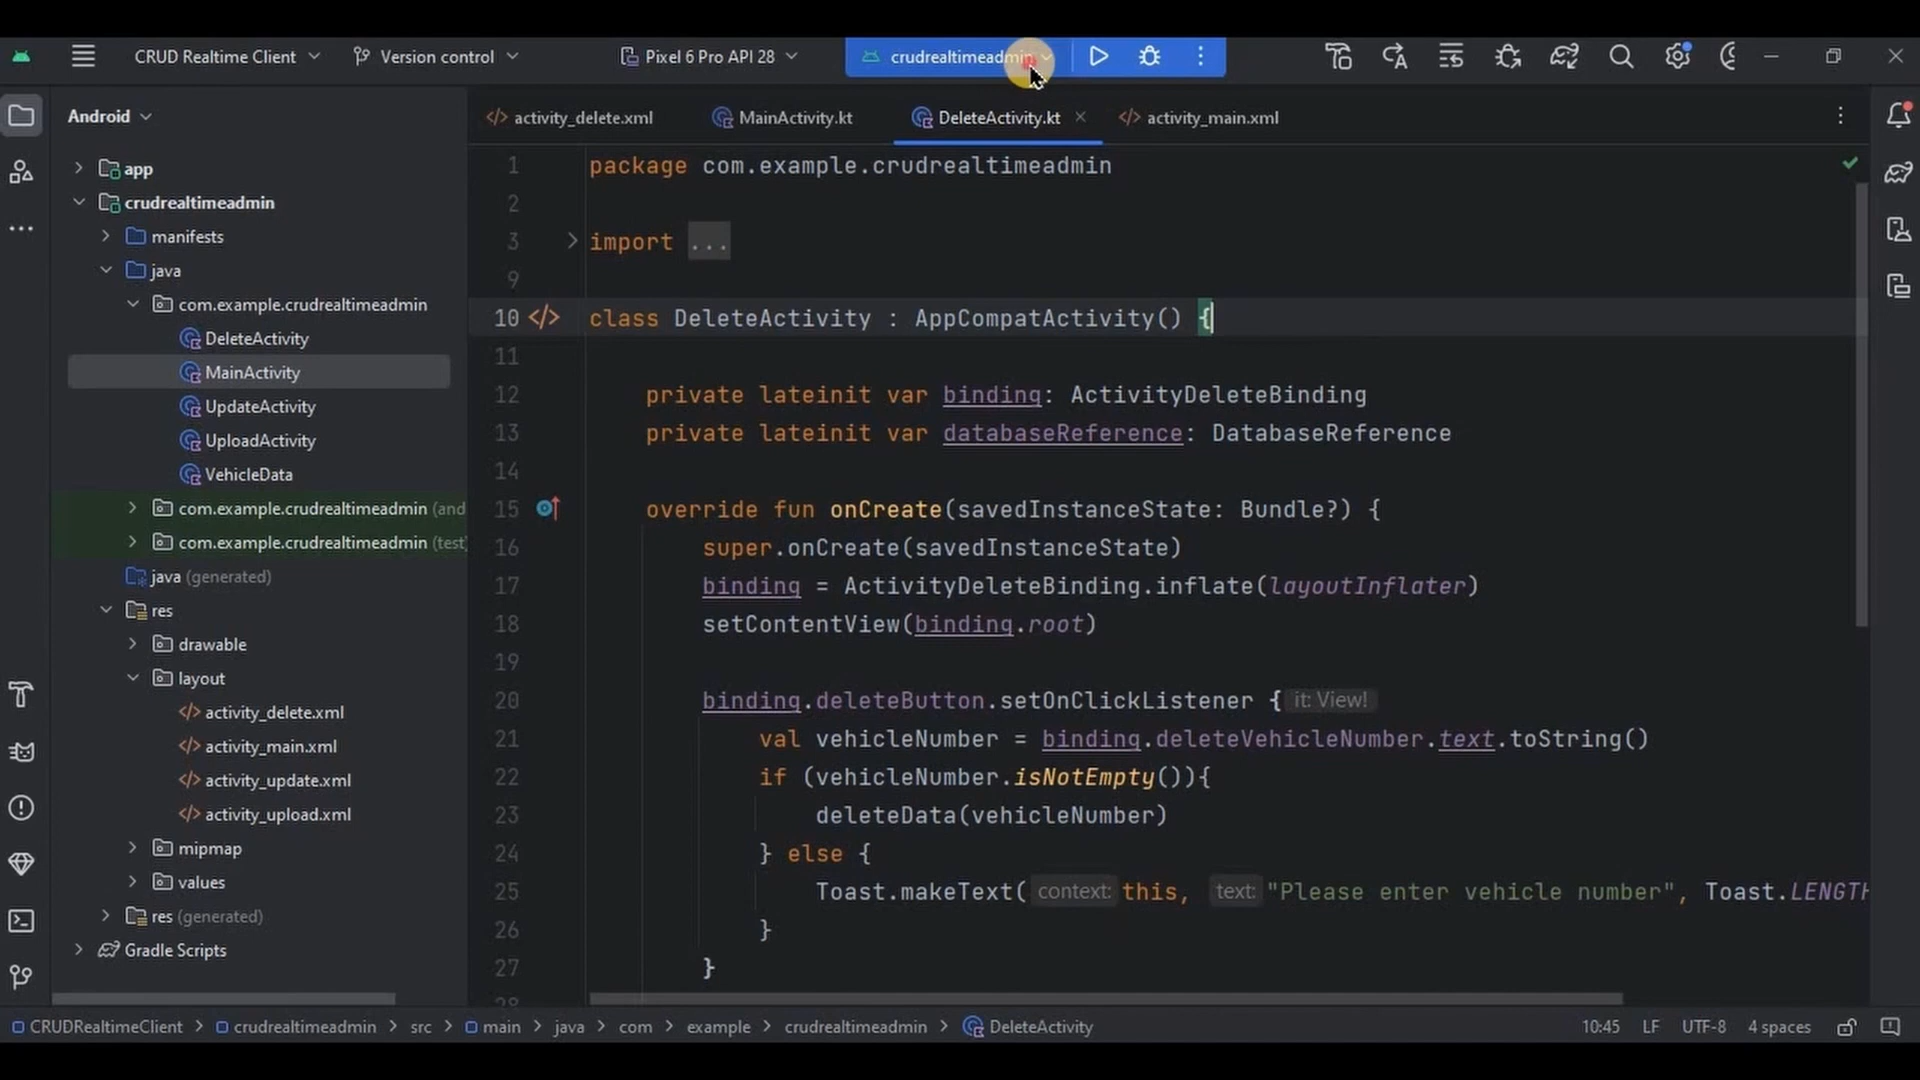 CRUD Realtime Client
Version control
Pixel 6 Pro API 28
crudrealtimeadmin
Android
app
crudrealtimeadmin
manifests
java
com.example.crudrealtimeadmin
DeleteActivity
MainActivity
UpdateActivity
UploadActivity
VehicleData
com.example.crudrealtimeadmin (and
com.example.crudrealtimeadmin (test)
java (generated)
res
drawable
layout
activity_delete.xml
activity_main.xml
activity_update.xml
activity_upload.xml
mipmap
values
res (generated)
Gradle Scripts
activity_delete.xml
MainActivity.kt
DeleteActivity.kt
activity_main.xml
1 package com.example.crudrealtimeadmin
2
3 import ...
9
10 class DeleteActivity : AppCompatActivity() {
11
12 private lateinit var binding: ActivityDeleteBinding
13 private lateinit var databaseReference: DatabaseReference
14
15 override fun onCreate(savedInstanceState: Bundle?) {
16 super.onCreate(savedInstanceState)
17 binding = ActivityDeleteBinding.inflate(layoutInflater)
18 setContentView(binding.root)
19
20 binding.deleteButton.setOnClickListener { it: View!
21 val vehicleNumber = binding.deleteVehicleNumber.text.toString()
22 if (vehicleNumber.isNotEmpty()){
23 deleteData(vehicleNumber)
24 } else {
25 Toast.makeText( context: this, text: "Please enter vehicle number", Toast.LENGTH
26 }
27 }
28
CRUDRealtimeClient > crudrealtimeadmin > src > main > java > com > example > crudrealtimeadmin > DeleteActivity
10:45 LF UTF-8 4 spaces